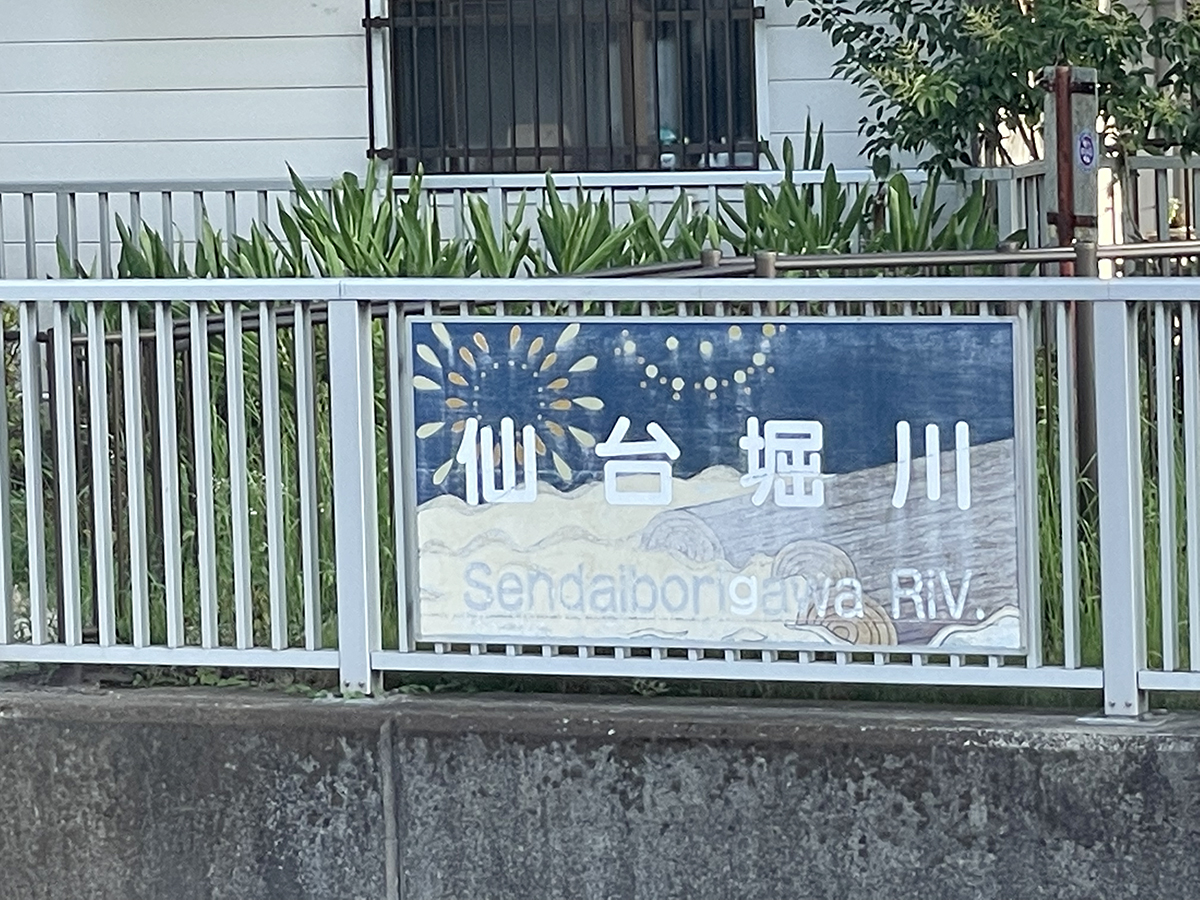 仙台堀川
Sendaiborigawa RiV.